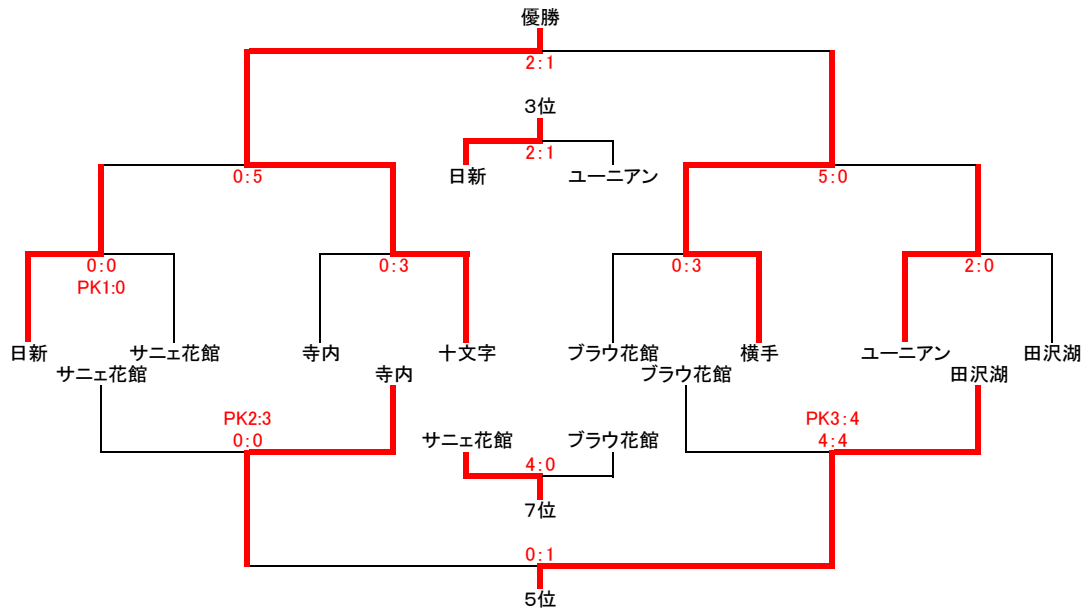 優勝
2:1
3位
2:1
日新 ユーニアン
0:5 5:0
0:0 0:3 0:3 2:0
PK1:0
日新 サニェ花館 寺内 十文字 ブラウ花館 横手 ユーニアン 田沢湖
サニェ花館 寺内 ブラウ花館 田沢湖
PK2:3 PK3:4
0:0 サニェ花館 ブラウ花館 4:4
4:0
7位
0:1
5位